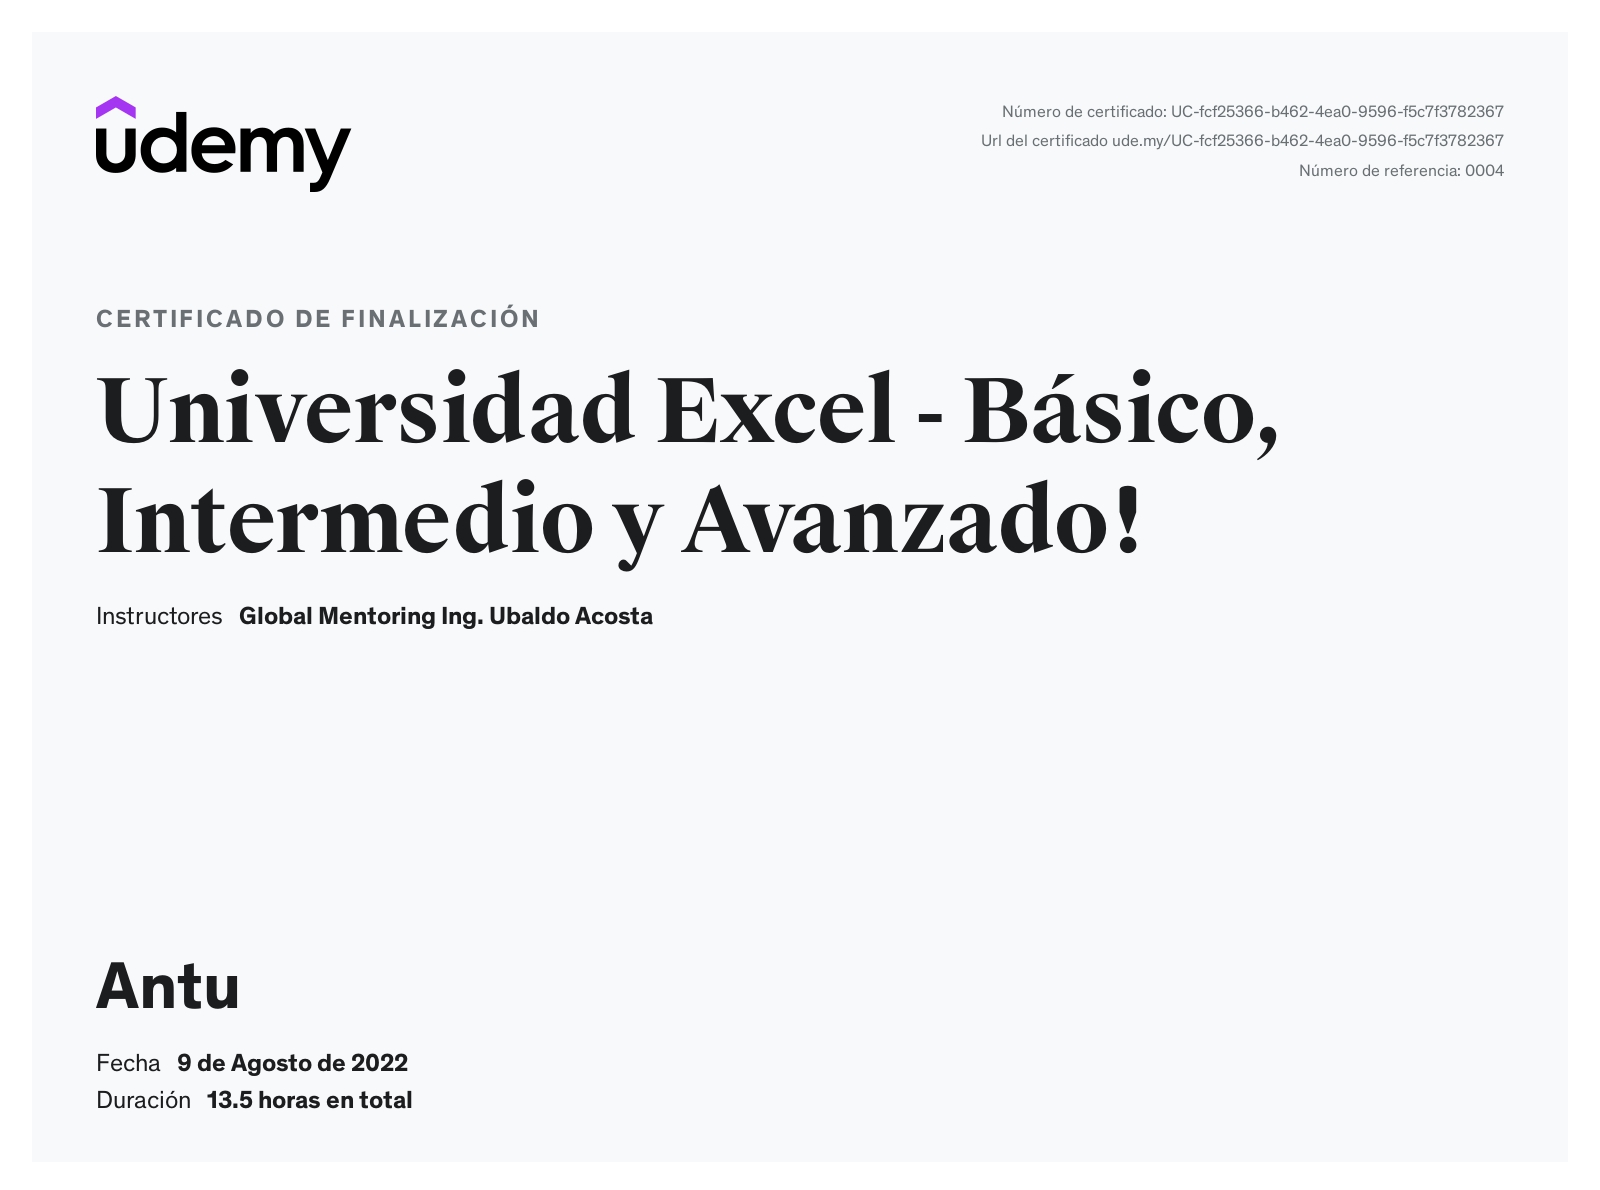 udemy
Número de certificado: UC-fcf25366-b462-4ea0-9596-f5c7f3782367
Url del certificado ude.my/UC-fcf25366-b462-4ea0-9596-f5c7f3782367
Número de referencia: 0004
CERTIFICADO DE FINALIZACIÓN
Universidad Excel - Básico,
Intermedio y Avanzado!
Instructores Global Mentoring Ing. Ubaldo Acosta
Antu
Fecha 9 de Agosto de 2022
Duración 13.5 horas en total